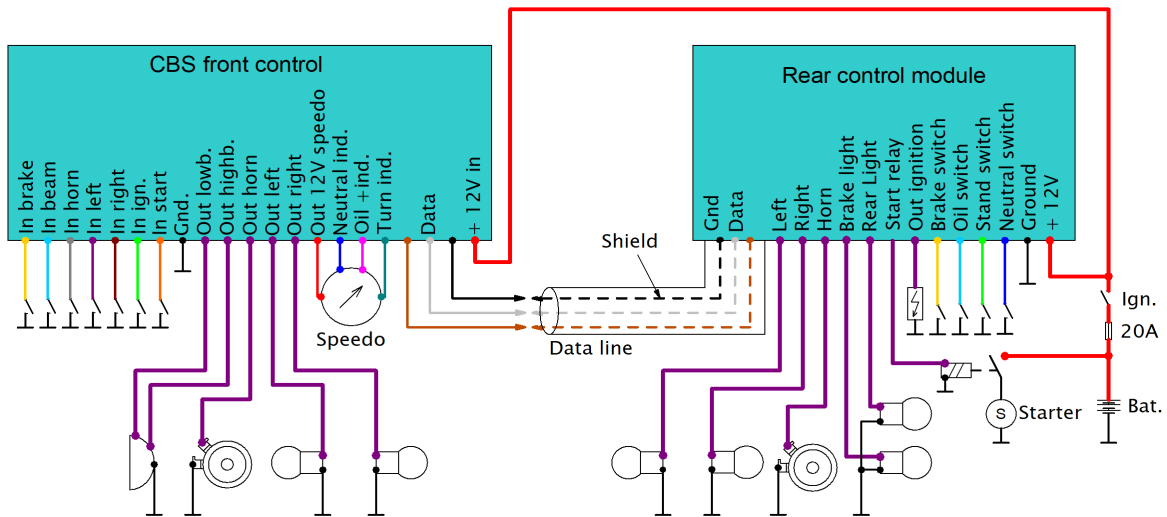 CBS front control
Rear control module
In brake
In beam
In horn
In left
In right
In ign.
In start
Gnd.
Out lowb.
Out highb.
Out horn
Out left
Out right
Out 12V speedo
Neutral ind.
Oil +ind.
Turn ind.
Data
+ 12V in
Gnd
Data
Left
Right
Horn
Brake light
Rear Light
Start relay
Out ignition
Brake switch
Oil switch
Stand switch
Neutral switch
Ground
+ 12V
Shield
Speedo
Data line
Ign.
20A
S
Starter
Bat.